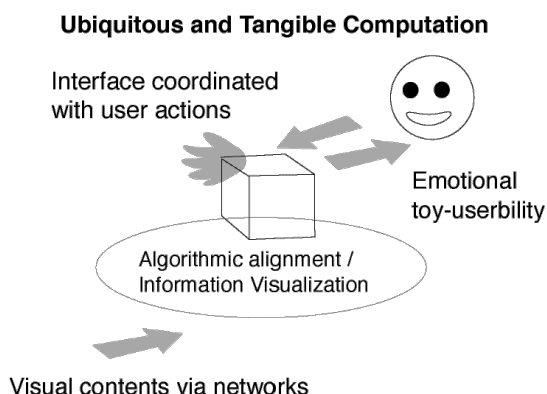 Ubiquitous and Tangible Computation
Interface coordinated
with user actions
Emotional
toy-userbility
Algorithmic alignment /
Information Visualization
Visual contents via networks